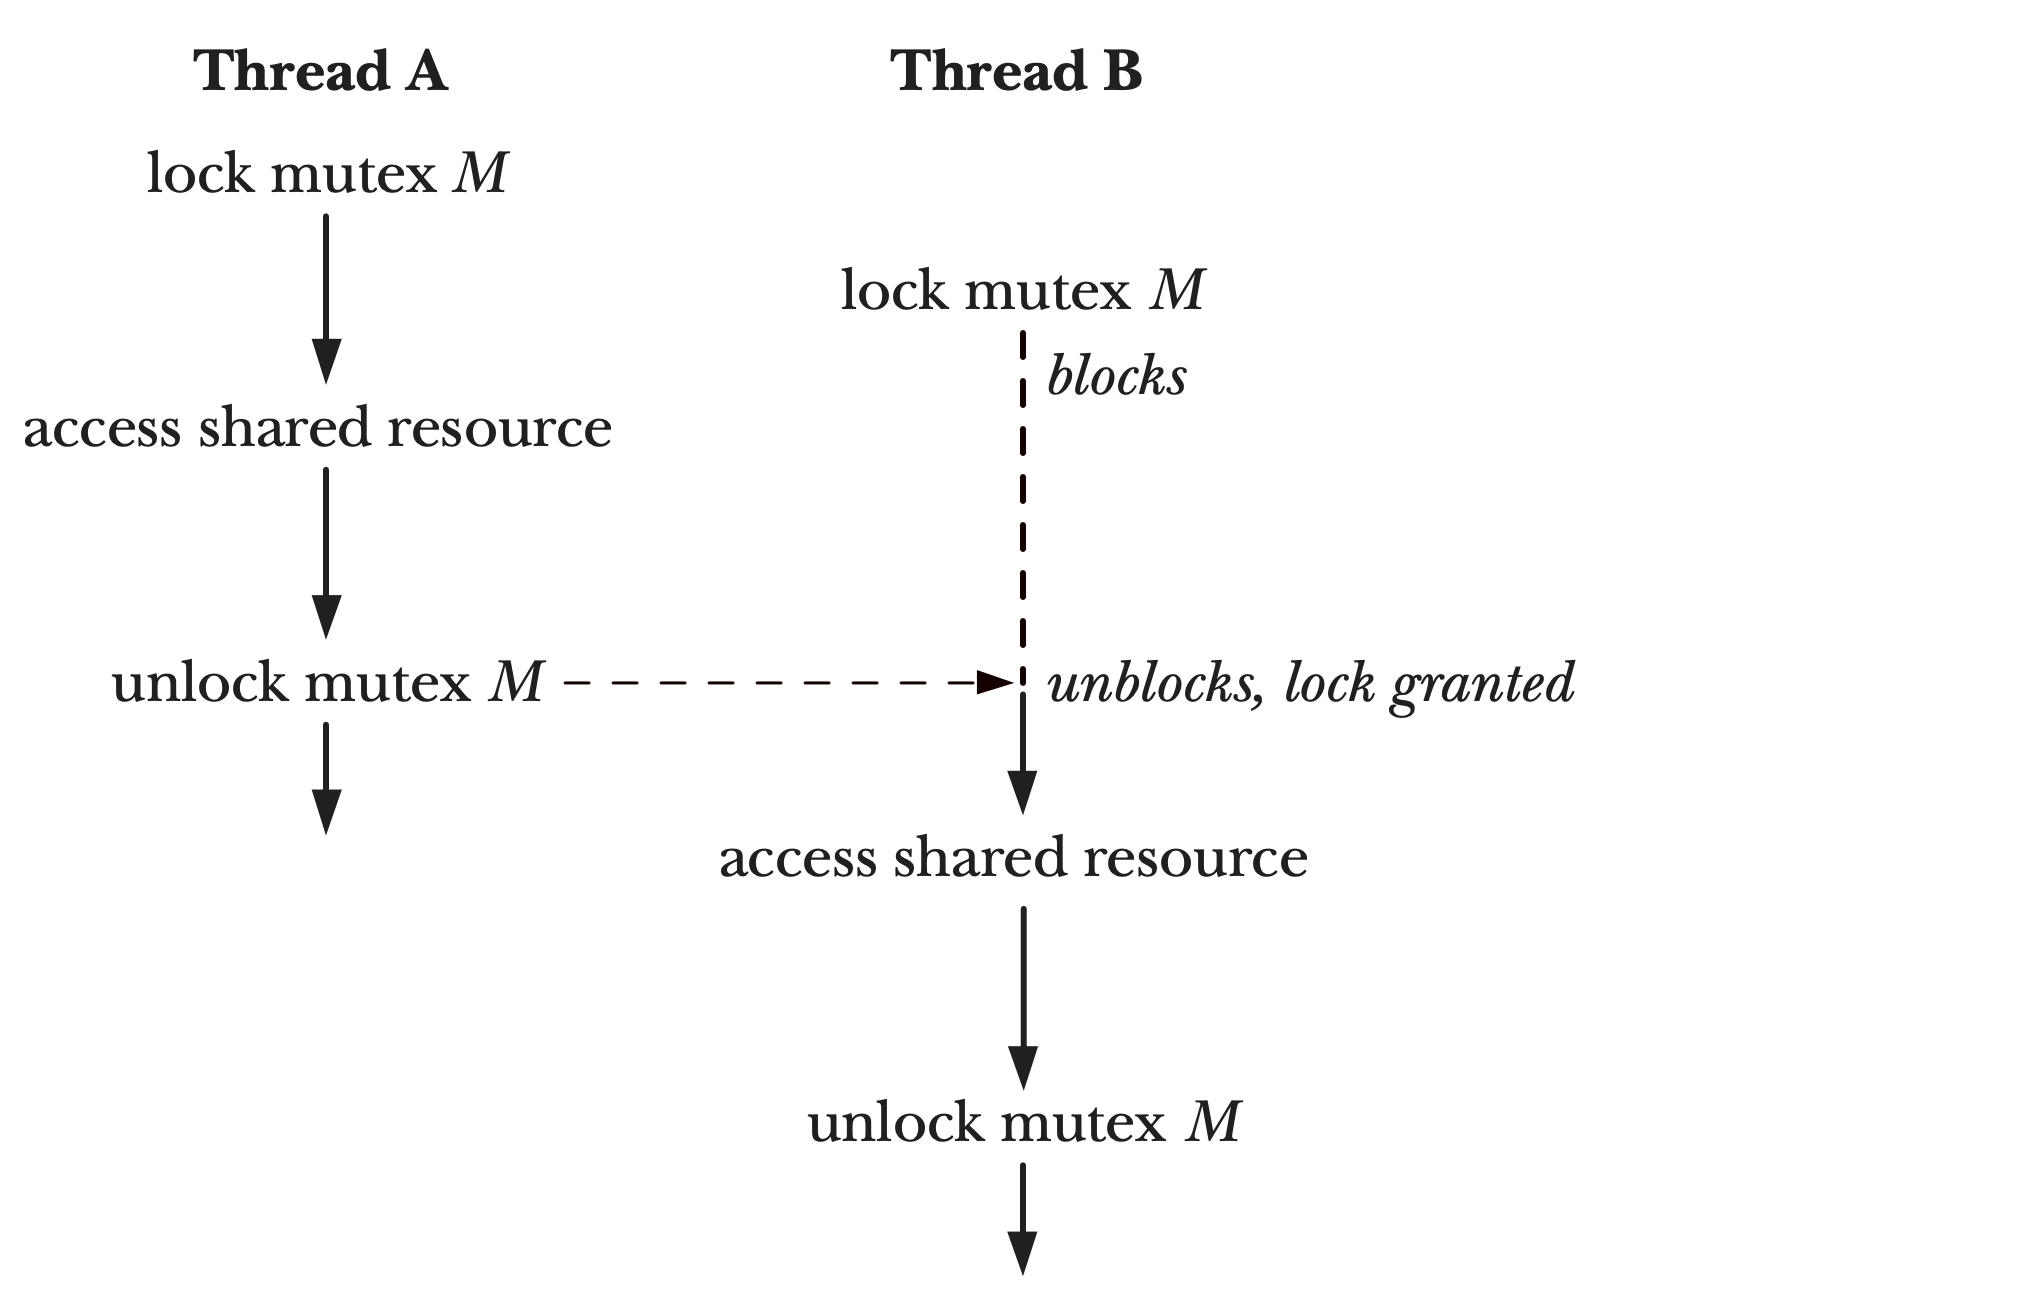 Thread A
Thread B
lock mutex M
lock mutex M
blocks
access shared resource
unlock mutex M
unblocks, lock granted
access shared resource
unlock mutex M